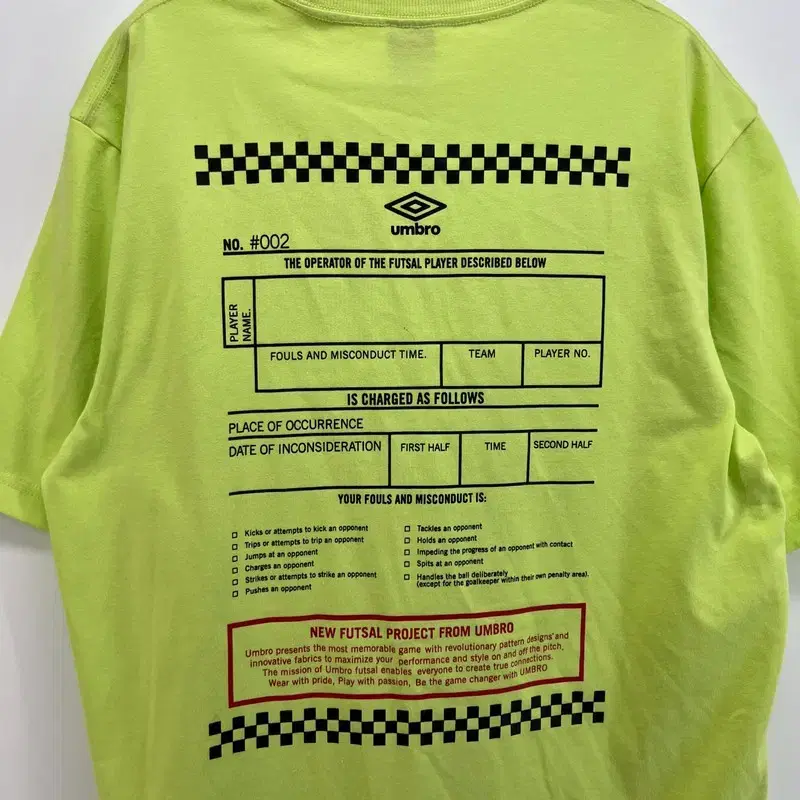 umbro
NO. #002
THE OPERATOR OF THE FUTSAL PLAYER DESCRIBED BELOW
PLAYER
NAME.
FOULS AND MISCONDUCT TIME.
TEAM
PLAYER NO.
IS CHARGED AS FOLLOWS
PLACE OF OCCURRENCE
DATE OF INCONSIDERATION
FIRST HALF
TIME
SECOND HALF
YOUR FOULS AND MISCONDUCT IS:
Kicks or attempts to kick an opponent
Trips or attempts to trip an opponent
Jumps at an opponent
Charges an opponent
Strikes or attempts to strike an opponent
Pushes an opponent
Tackles an opponent
Holds an opponent
Impeding the progress of an opponent with contact
Spits at an opponent
Handles the ball deliberately
(except for the goalkeeper within their own penalty area).
NEW FUTSAL PROJECT FROM UMBRO
Umbro presents the most memorable game with revolutionary pattern designs and
innovative fabrics to maximize your performance and style on and off the pitch.
The mission of Umbro futsal enables everyone to create true connections.
Wear with pride, Play with passion, Be the game changer with UMBRO